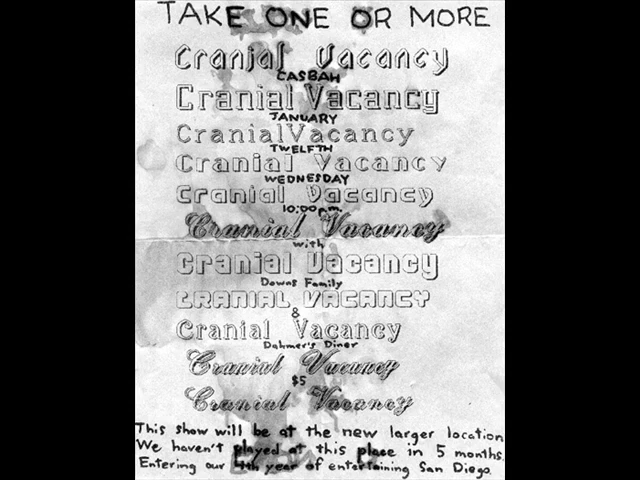 TAKE ONE OR MORE
Cranial Vacancy
CASBAH
Cranial Vacancy
JANUARY
Cranial Vacancy
TWELFTH
Cranial Vacancy
WEDNESDAY
Cranial Vacancy
10:00 p.m.
Cranial Vacancy
with
Cranial Vacancy
Downs Family
CRANIAL VACANCY
&
Cranial Vacancy
Dahmer's Diner
Cranial Vacancy
$5
Cranial Vacancy
This show will be at the new larger location
We haven't played at this place in 5 months.
Entering our 4th year of entertaining San Diego.